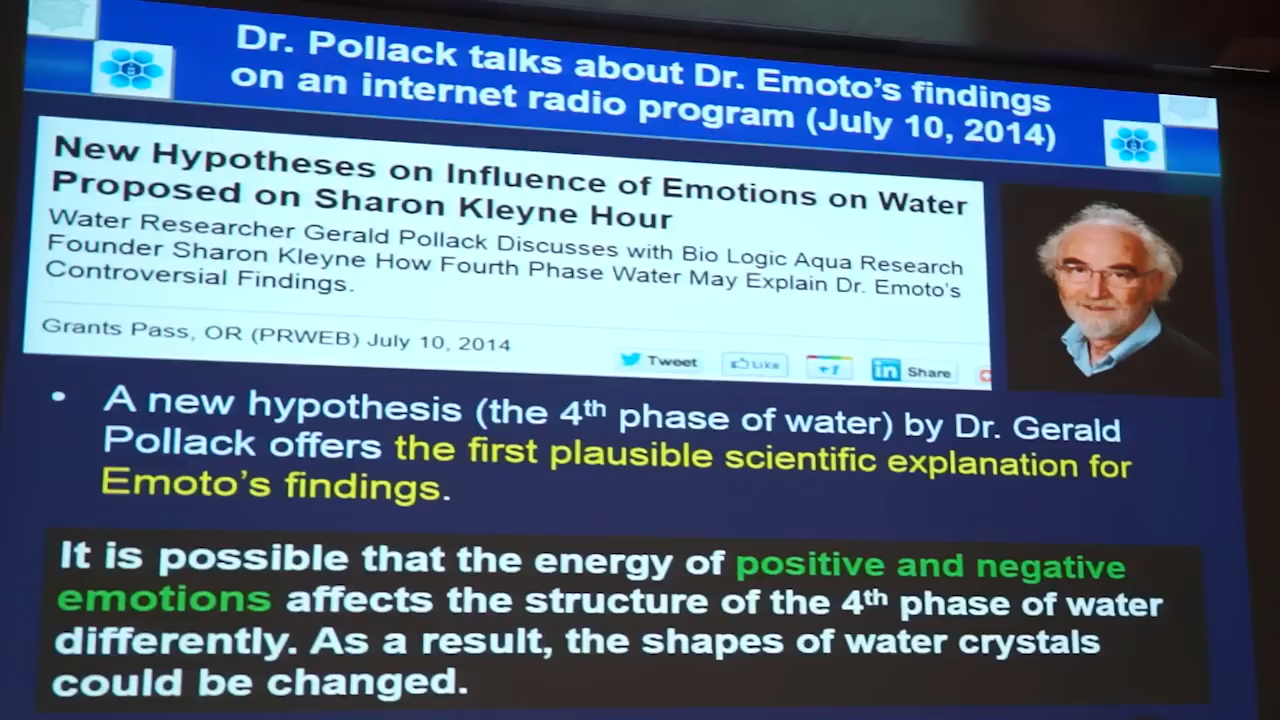 Dr. Pollack talks about Dr. Emoto's findings
on an internet radio program (July 10, 2014)
New Hypotheses on Influence of Emotions on Water
Proposed on Sharon Kleyne Hour
Water Researcher Gerald Pollack Discusses with Bio Logic Aqua Research
Founder Sharon Kleyne How Fourth Phase Water May Explain Dr. Emoto's
Controversial Findings.
Grants Pass, OR (PRWEB) July 10, 2014
Tweet Like +1 in Share
• A new hypothesis (the 4th phase of water) by Dr. Gerald
Pollack offers the first plausible scientific explanation for
Emoto's findings.
It is possible that the energy of positive and negative
emotions affects the structure of the 4th phase of water
differently. As a result, the shapes of water crystals
could be changed.